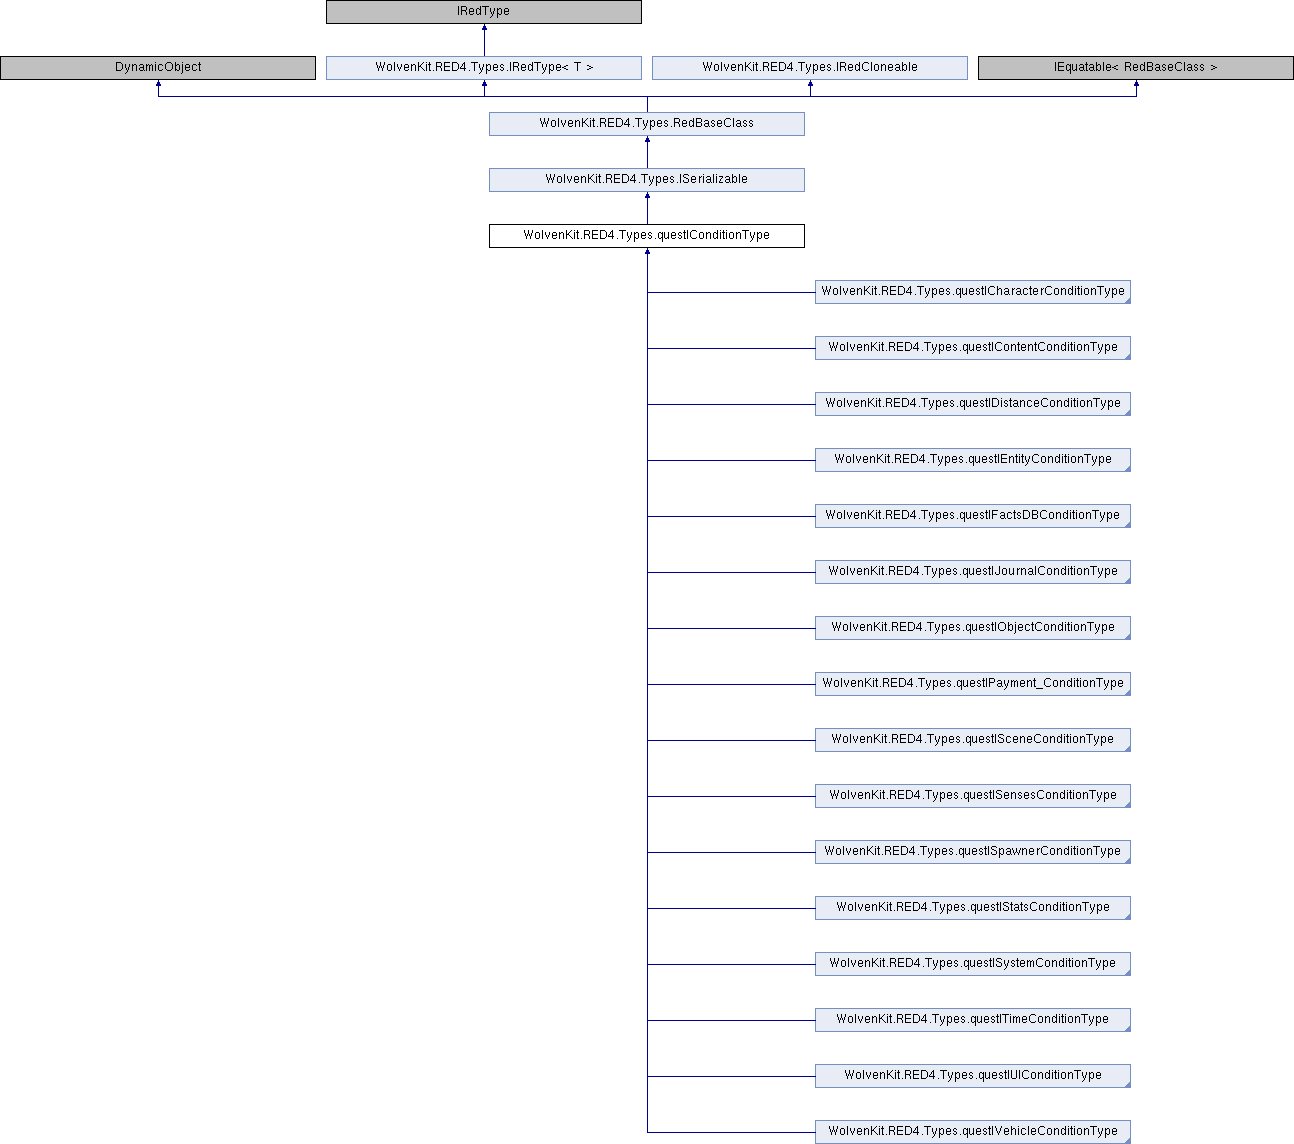 IRedType
DynamicObject
WolvenKit.RED4.Types.IRedType< T >
WolvenKit.RED4.Types.IRedCloneable
IEquatable< RedBaseClass >
WolvenKit.RED4.Types.RedBaseClass
WolvenKit.RED4.Types.ISerializable
WolvenKit.RED4.Types.questIConditionType
WolvenKit.RED4.Types.questICharacterConditionType
WolvenKit.RED4.Types.questIContentConditionType
WolvenKit.RED4.Types.questIDistanceConditionType
WolvenKit.RED4.Types.questIEntityConditionType
WolvenKit.RED4.Types.questIFactsDBConditionType
WolvenKit.RED4.Types.questIJournalConditionType
WolvenKit.RED4.Types.questIObjectConditionType
WolvenKit.RED4.Types.questIPayment_ConditionType
WolvenKit.RED4.Types.questISceneConditionType
WolvenKit.RED4.Types.questISensesConditionType
WolvenKit.RED4.Types.questISpawnerConditionType
WolvenKit.RED4.Types.questIStatsConditionType
WolvenKit.RED4.Types.questISystemConditionType
WolvenKit.RED4.Types.questITimeConditionType
WolvenKit.RED4.Types.questIUIConditionType
WolvenKit.RED4.Types.questIVehicleConditionType